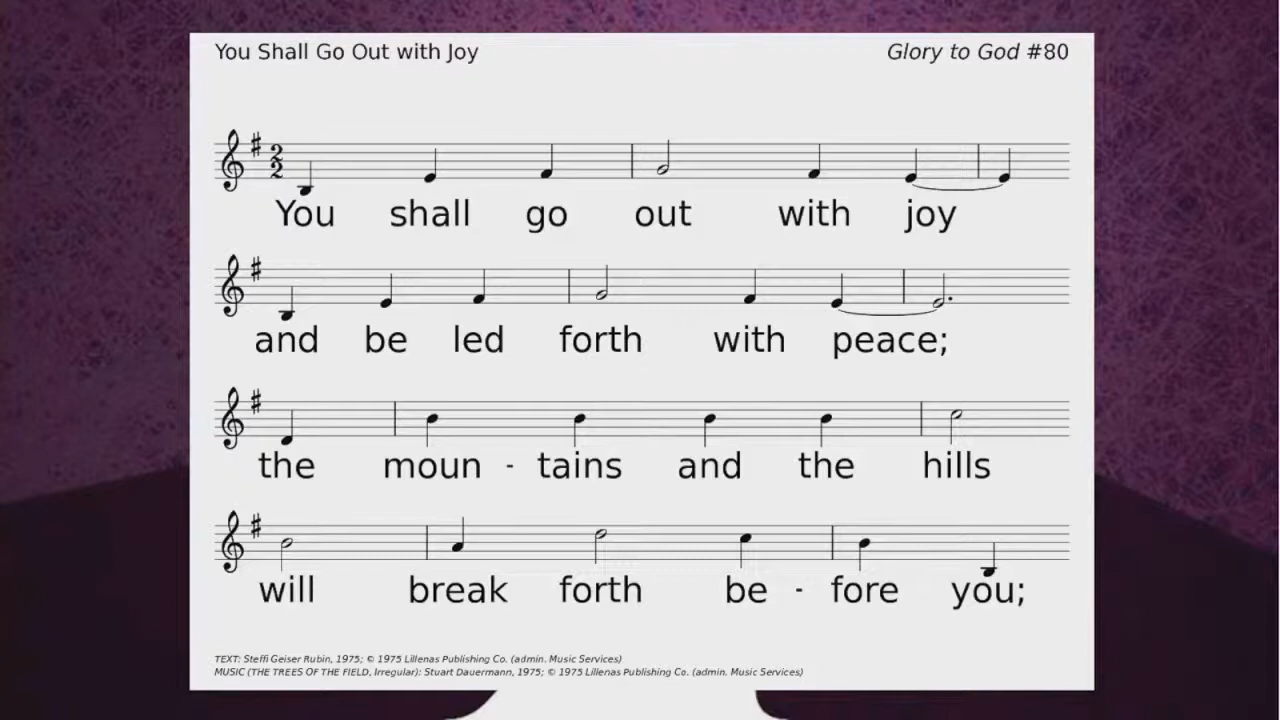 You Shall Go Out with Joy
Glory to God #80
You shall go out with joy
and be led forth with peace;
the moun - tains and the hills
will break forth be - fore you;
TEXT: Steffi Geiser Rubin, 1975; © 1975 Lillenas Publishing Co. (admin. Music Services)
MUSIC (THE TREES OF THE FIELD, Irregular): Stuart Dauermann, 1975; © 1975 Lillenas Publishing Co. (admin. Music Services)